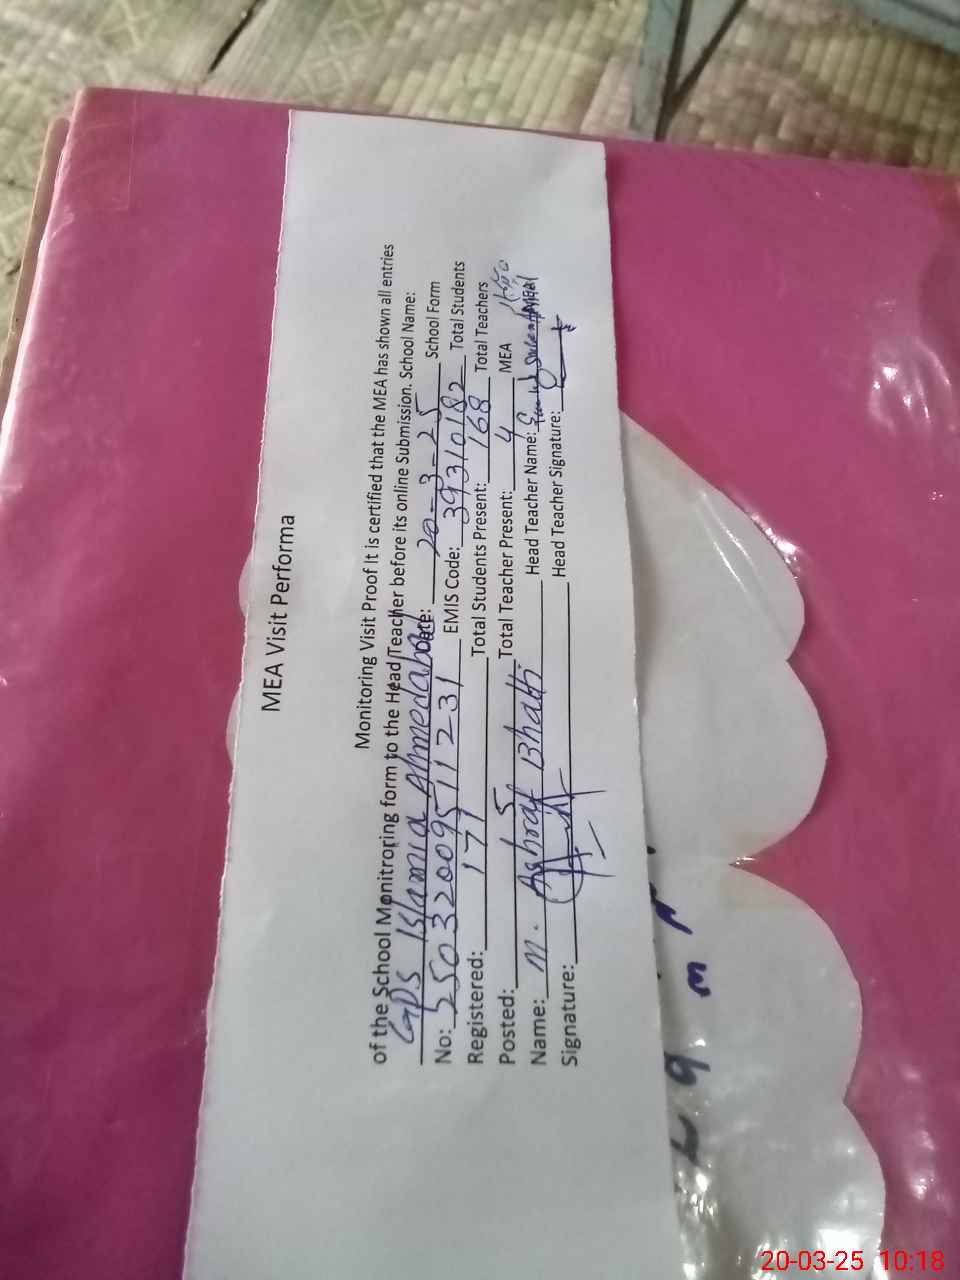 MEA Visit Performa
Monitoring Visit Proof It is certified that the MEA has shown all entries
of the School Monitroring form to the Head Teacher before its online Submission. School Name:
GPS Islamia Ahmedabad Date: 20-3-25 School Form
No: 25032009511231 EMIS Code: 39310182 Total Students
Registered: 171 Total Students Present: 168 Total Teachers
Posted: 5 Total Teacher Present: 4 MEA
Name: M. Ashraf Bhatti Head Teacher Name:
Signature: Head Teacher Signature:
20-03-25 10:18